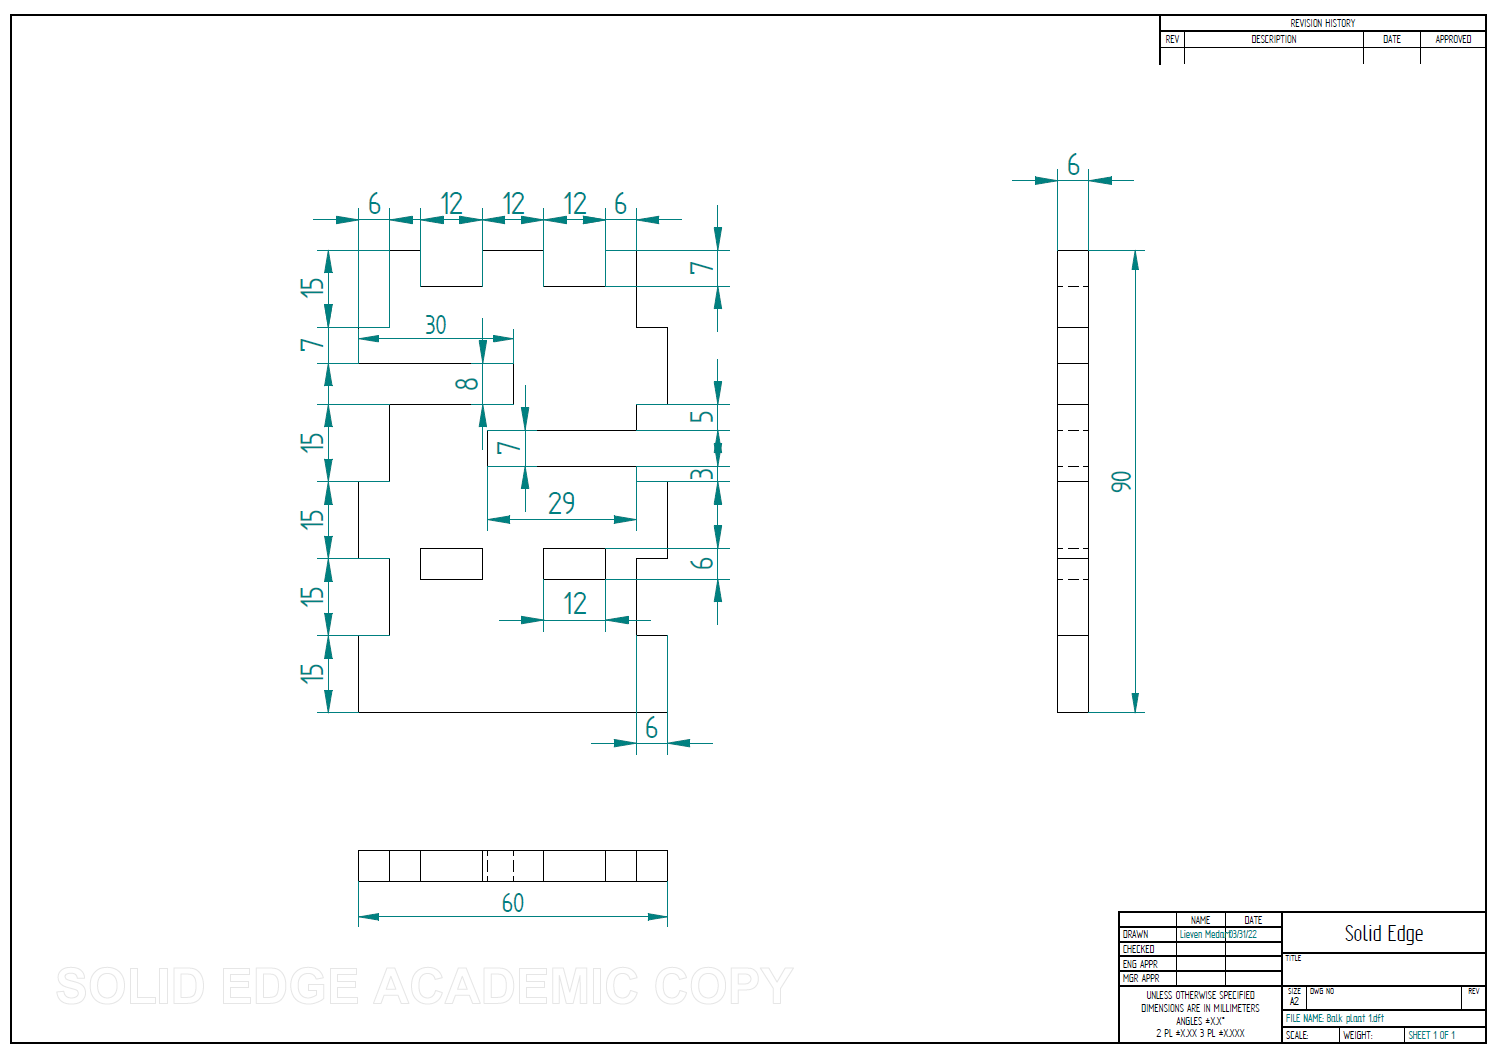 REVISION HISTORY
REV DESCRIPTION DATE APPROVED
6
6 12 12 12 6
7
15
30
7
8
5
15
7
3
90
29
15
6
12
15
15
6
60
SOLID EDGE ACADEMIC COPY
NAME DATE
DRAWN Lieven 03/31/22
CHECKED
ENG APPR
MGR APPR
Solid Edge
TITLE
UNLESS OTHERWISE SPECIFIED
DIMENSIONS ARE IN MILLIMETERS
ANGLES ±X.X°
2 PL ±X.XX 3 PL ±X.XXX
SIZE DWG NO REV
A2
FILE NAME: Balk plaat 1.dft
SCALE: WEIGHT: SHEET 1 OF 1